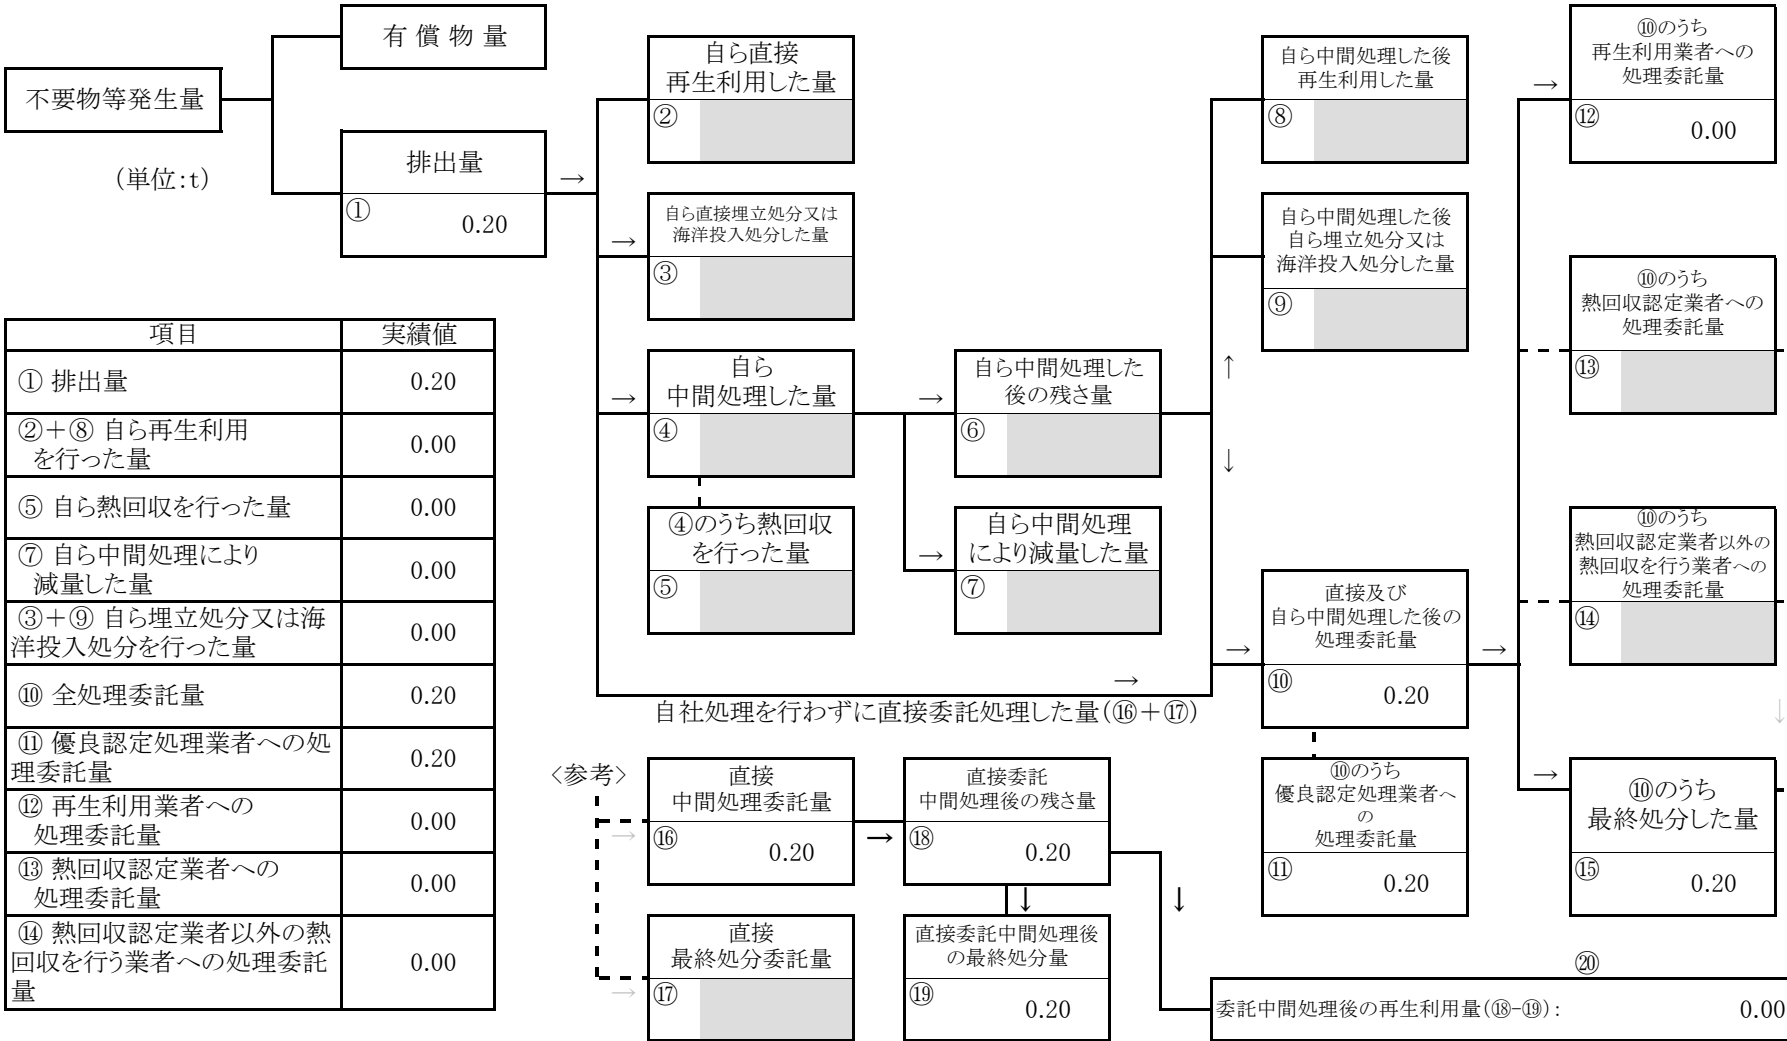 不要物等発生量
有 償 物 量
排出量
①
0.20
(単位:t)
→
自ら直接
再生利用した量
②
→
自ら直接埋立処分又は
海洋投入処分した量
③
→
自ら
中間処理した量
④
④のうち熱回収
を行った量
⑤
→
自ら中間処理した
後の残さ量
⑥
→
自ら中間処理
により減量した量
⑦
↑
↓
自ら中間処理した後
再生利用した量
⑧
自ら中間処理した後
自ら埋立処分又は
海洋投入処分した量
⑨
→
自社処理を行わずに直接委託処理した量(⑯+⑰)
→
直接及び
自ら中間処理した後の
処理委託量
⑩
0.20
⑩のうち
優良認定処理業者へ
の
処理委託量
⑪
0.20
→
→
⑩のうち
再生利用業者への
処理委託量
⑫
0.00
⑩のうち
熱回収認定業者への
処理委託量
⑬
⑩のうち
熱回収認定業者以外の
熱回収を行う業者への
処理委託量
⑭
↓
→
⑩のうち
最終処分した量
⑮
0.20
項目 実績値
① 排出量 0.20
②+⑧ 自ら再生利用
を行った量 0.00
⑤ 自ら熱回収を行った量 0.00
⑦ 自ら中間処理により
減量した量 0.00
③+⑨ 自ら埋立処分又は海
洋投入処分を行った量 0.00
⑩ 全処理委託量 0.20
⑪ 優良認定処理業者への処
理委託量 0.20
⑫ 再生利用業者への
処理委託量 0.00
⑬ 熱回収認定業者への
処理委託量 0.00
⑭ 熱回収認定業者以外の熱
回収を行う業者への処理委託
量 0.00
〈参考〉
→
直接
中間処理委託量
⑯
0.20
→
直接委託
中間処理後の残さ量
⑱
0.20
↓
↓
→
直接
最終処分委託量
⑰
直接委託中間処理後
の最終処分量
⑲
0.20
⑳
委託中間処理後の再生利用量(⑱-⑲): 0.00